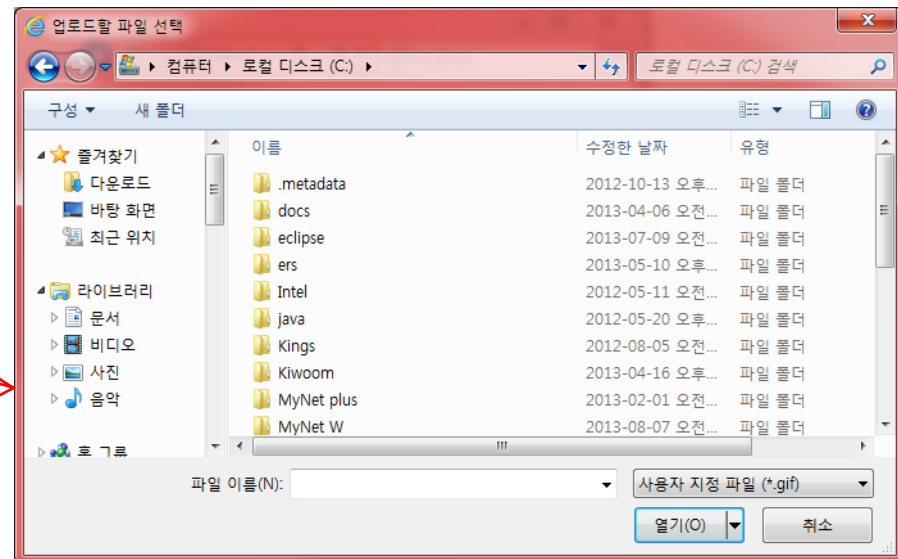 업로드할 파일 선택
컴퓨터 로컬 디스크 (C:)
로컬 디스크 (C:) 검색
구성 새 폴더
즐겨찾기
다운로드
바탕 화면
최근 위치
라이브러리
문서
비디오
사진
음악
홈 그룹
이름 수정한 날짜 유형
.metadata 2012-10-13 오후... 파일 폴더
docs 2013-04-06 오전... 파일 폴더
eclipse 2013-07-09 오전... 파일 폴더
ers 2013-05-10 오후... 파일 폴더
Intel 2012-05-11 오전... 파일 폴더
java 2012-05-20 오후... 파일 폴더
Kings 2012-08-05 오전... 파일 폴더
Kiwoom 2013-04-16 오후... 파일 폴더
MyNet plus 2013-02-01 오전... 파일 폴더
MyNet W 2013-08-07 오전... 파일 폴더
파일 이름(N): 사용자 지정 파일 (*.gif)
열기(O) 취소